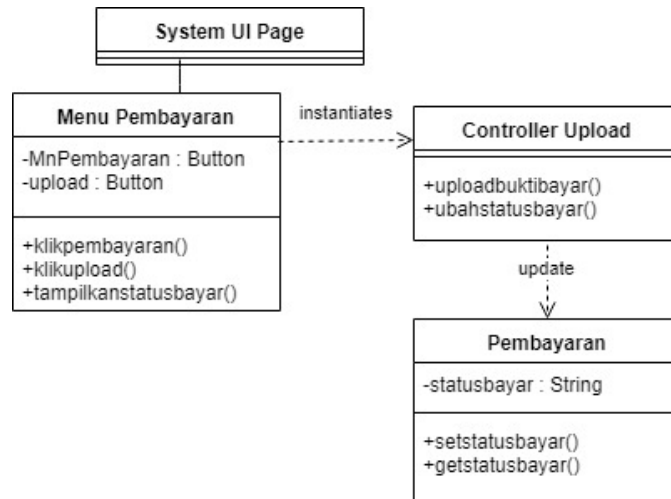 System UI Page
Menu Pembayaran
-MnPembayaran : Button
-upload : Button
+klikpembayaran()
+klikupload()
+tampilkanstatusbayar()
instantiates
Controller Upload
+uploadbuktibayar()
+ubahstatusbayar()
update
Pembayaran
-statusbayar : String
+setstatusbayar()
+getstatusbayar()